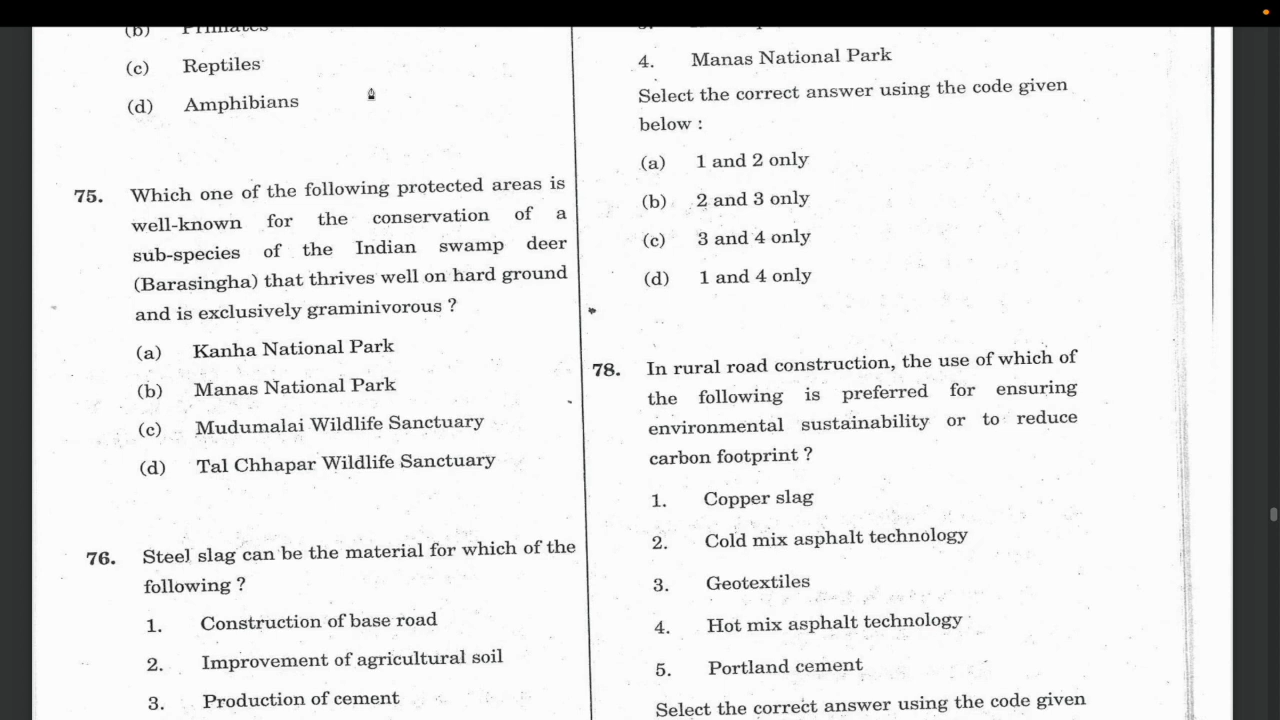 (b) Primates
(c) Reptiles
(d) Amphibians
75. Which one of the following protected areas is
well-known for the conservation of a
sub-species of the Indian swamp deer
(Barasingha) that thrives well on hard ground
and is exclusively graminivorous ?
(a) Kanha National Park
(b) Manas National Park
(c) Mudumalai Wildlife Sanctuary
(d) Tal Chhapar Wildlife Sanctuary
76. Steel slag can be the material for which of the
following ?
1. Construction of base road
2. Improvement of agricultural soil
3. Production of cement
4. Manas National Park
Select the correct answer using the code given
below :
(a) 1 and 2 only
(b) 2 and 3 only
(c) 3 and 4 only
(d) 1 and 4 only
78. In rural road construction, the use of which of
the following is preferred for ensuring
environmental sustainability or to reduce
carbon footprint ?
1. Copper slag
2. Cold mix asphalt technology
3. Geotextiles
4. Hot mix asphalt technology
5. Portland cement
Select the correct answer using the code given